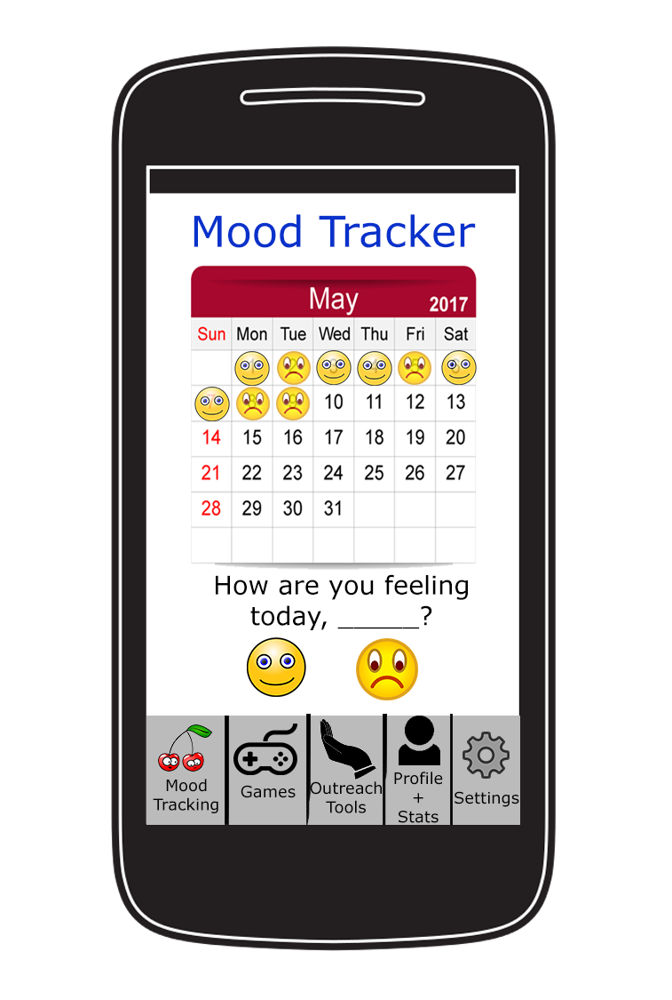 Mood Tracker
May 2017
Sun Mon Tue Wed Thu Fri Sat
10 11 12 13
14 15 16 17 18 19 20
21 22 23 24 25 26 27
28 29 30 31
How are you feeling
today, _____?
Mood
Tracking
Games
Outreach
Tools
Profile
+
Stats
Settings